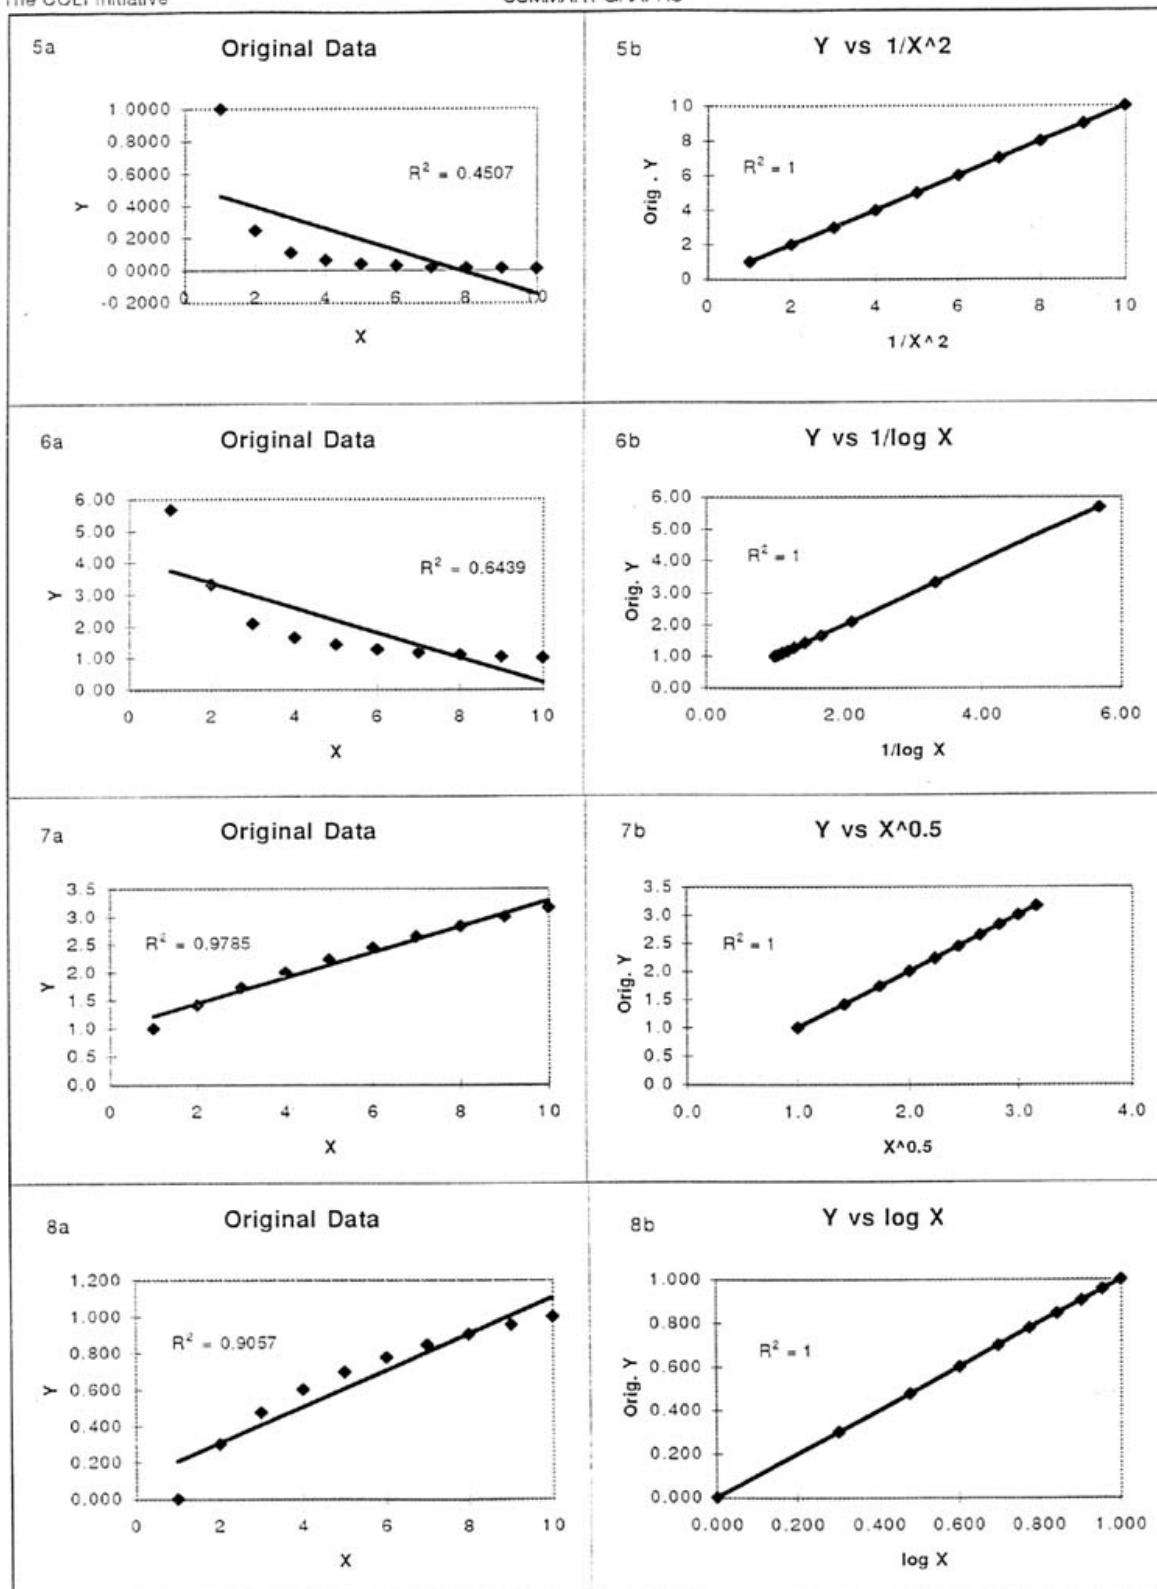 5a
Original Data
1.0000
0.8000
0.6000
0.4000
0.2000
0.0000
-0.2000
Y
R² = 0.4507
0 2 4 6 8 10
X
5b
Y vs 1/X^2
10
8
6
4
2
0
Orig . Y
R² = 1
0 2 4 6 8 10
1/X^2
6a
Original Data
6.00
5.00
4.00
3.00
2.00
1.00
0.00
Y
R² = 0.6439
0 2 4 6 8 10
X
6b
Y vs 1/log X
6.00
5.00
4.00
3.00
2.00
1.00
0.00
Orig. Y
R² = 1
0.00 2.00 4.00 6.00
1/log X
7a
Original Data
3.5
3.0
2.5
2.0
1.5
1.0
0.5
0.0
Y
R² = 0.9785
0 2 4 6 8 10
X
7b
Y vs X^0.5
3.5
3.0
2.5
2.0
1.5
1.0
0.5
0.0
Orig. Y
R² = 1
0.0 1.0 2.0 3.0 4.0
X^0.5
8a
Original Data
1.200
1.000
0.800
0.600
0.400
0.200
0.000
Y
R² = 0.9057
0 2 4 6 8 10
X
8b
Y vs log X
1.000
0.800
0.600
0.400
0.200
0.000
Orig. Y
R² = 1
0.000 0.200 0.400 0.600 0.800 1.000
log X